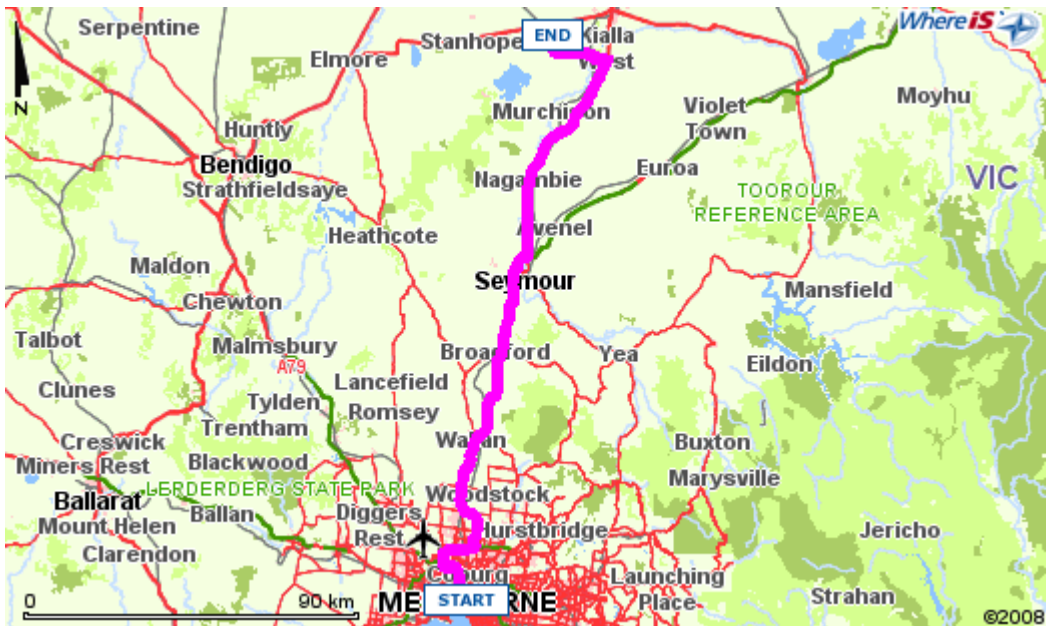 Serpentine
Stanhope
END
Kialla
West
WhereiS
Elmore
N
Huntly
Murchison
Violet
Town
Moyhu
Bendigo
Strathfieldsaye
Nagambie
Euroa
VIC
TOOROUR
REFERENCE AREA
Heathcote
Avenel
Maldon
Seymour
Mansfield
Chewton
Talbot
Malmsbury
A79
Broadford
Yea
Eildon
Clunes
Lancefield
Tylden
Romsey
Trentham
Creswick
Wallan
Buxton
Miners Rest
Blackwood
Marysville
LERDERDERG STATE PARK
Woodstock
Ballarat
Ballan
Diggers
Rest
Hurstbridge
Mount Helen
Jericho
Clarendon
Coburg
Launching
Place
0
90 km
MELBOURNE
START
Strahan
©2008